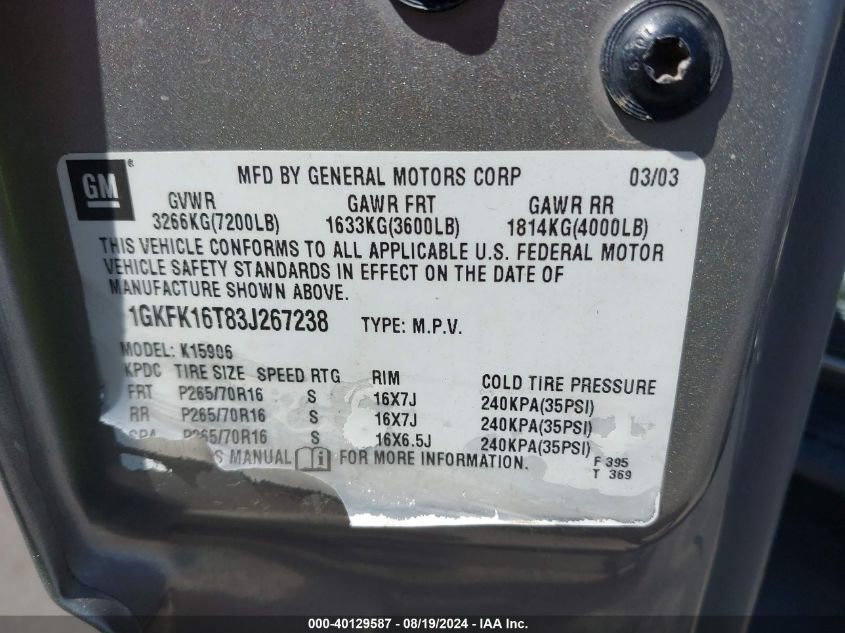 GM ® MFD BY GENERAL MOTORS CORP 03/03
GVWR GAWR FRT GAWR RR
3266KG(7200LB) 1633KG(3600LB) 1814KG(4000LB)
THIS VEHICLE CONFORMS TO ALL APPLICABLE U.S. FEDERAL MOTOR
VEHICLE SAFETY STANDARDS IN EFFECT ON THE DATE OF
MANUFACTURE SHOWN ABOVE.
1GKFK16T83J267238 TYPE: M.P.V.
MODEL: K15906
KPDC TIRE SIZE SPEED RTG RIM COLD TIRE PRESSURE
FRT P265/70R16 S 16X7J 240KPA(35PSI)
RR P265/70R16 S 16X7J 240KPA(35PSI)
P265/70R16 S 16X6.5J 240KPA(35PSI)
MANUAL FOR MORE INFORMATION. F 395
T 369
000-40129587 - 08/19/2024 - IAA Inc.